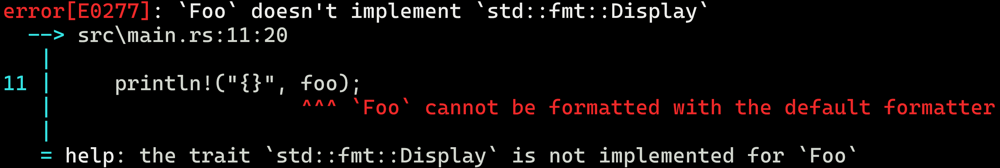 error[E0277]: `Foo` doesn't implement `std::fmt::Display`
  --> src\main.rs:11:20
   |
11 |     println!("{}", foo);
   |                    ^^^ `Foo` cannot be formatted with the default formatter
   |
   = help: the trait `std::fmt::Display` is not implemented for `Foo`